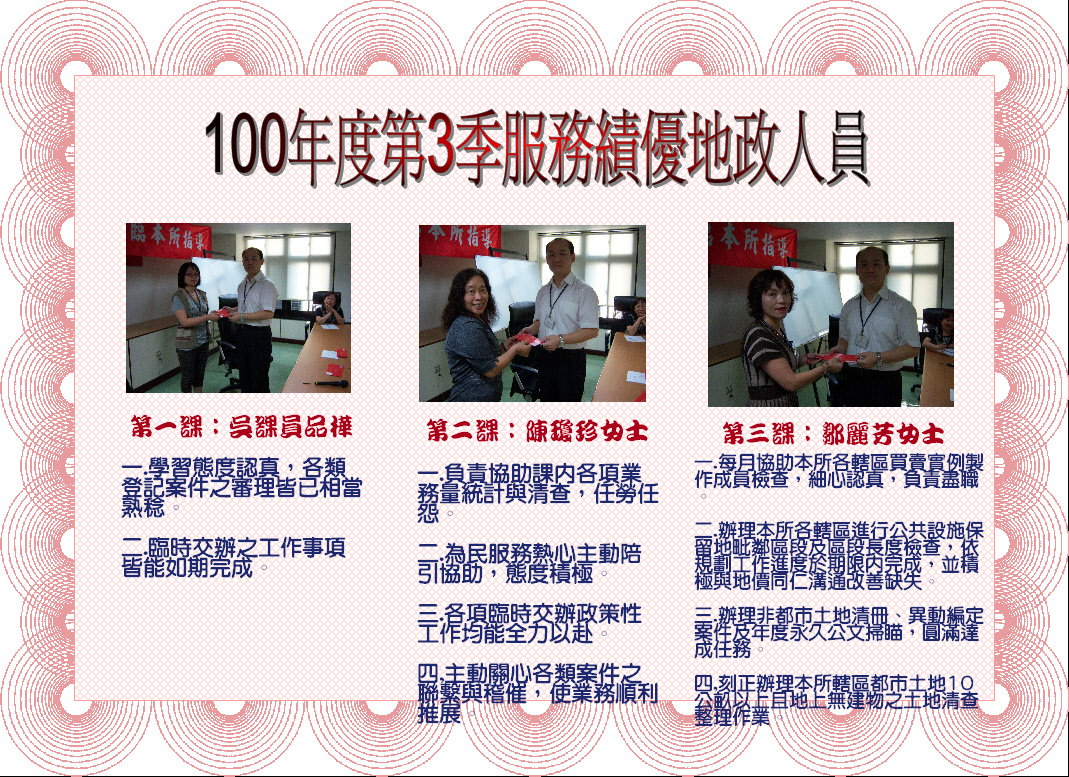 100年度第3季服務績優地政人員
臨本所指導
本所指導
本所指導
第一課：吳課員品樺
一.學習態度認真，各類
登記案件之審理皆已相當
熟稔。
二.臨時交辦之工作事項
皆能如期完成。
第二課：陳瓊珍女士
一.負責協助課內各項業
務量統計與清查，任勞任
怨。
二.為民服務熱心主動陪
引協助，態度積極。
三.各項臨時交辦政策性
工作均能全力以赴。
四.主動關心各類案件之
聯繫與稽催，使業務順利
推展。
第三課：鄒麗芳女士
一.每月協助本所各轄區買賣實例製
作成員檢查，細心認真，負責盡職
。
二.辦理本所各轄區進行公共設施保
留地毗鄰區段及區段長度檢查，依
規劃工作進度於期限內完成，並積
極與地價同仁溝通改善缺失。
三.辦理非都市土地清冊、異動編定
案件及年度永久公文掃瞄，圓滿達
成任務。
四.刻正辦理本所轄區都市土地10
公畝以上且地上無建物之土地清查
整理作業。